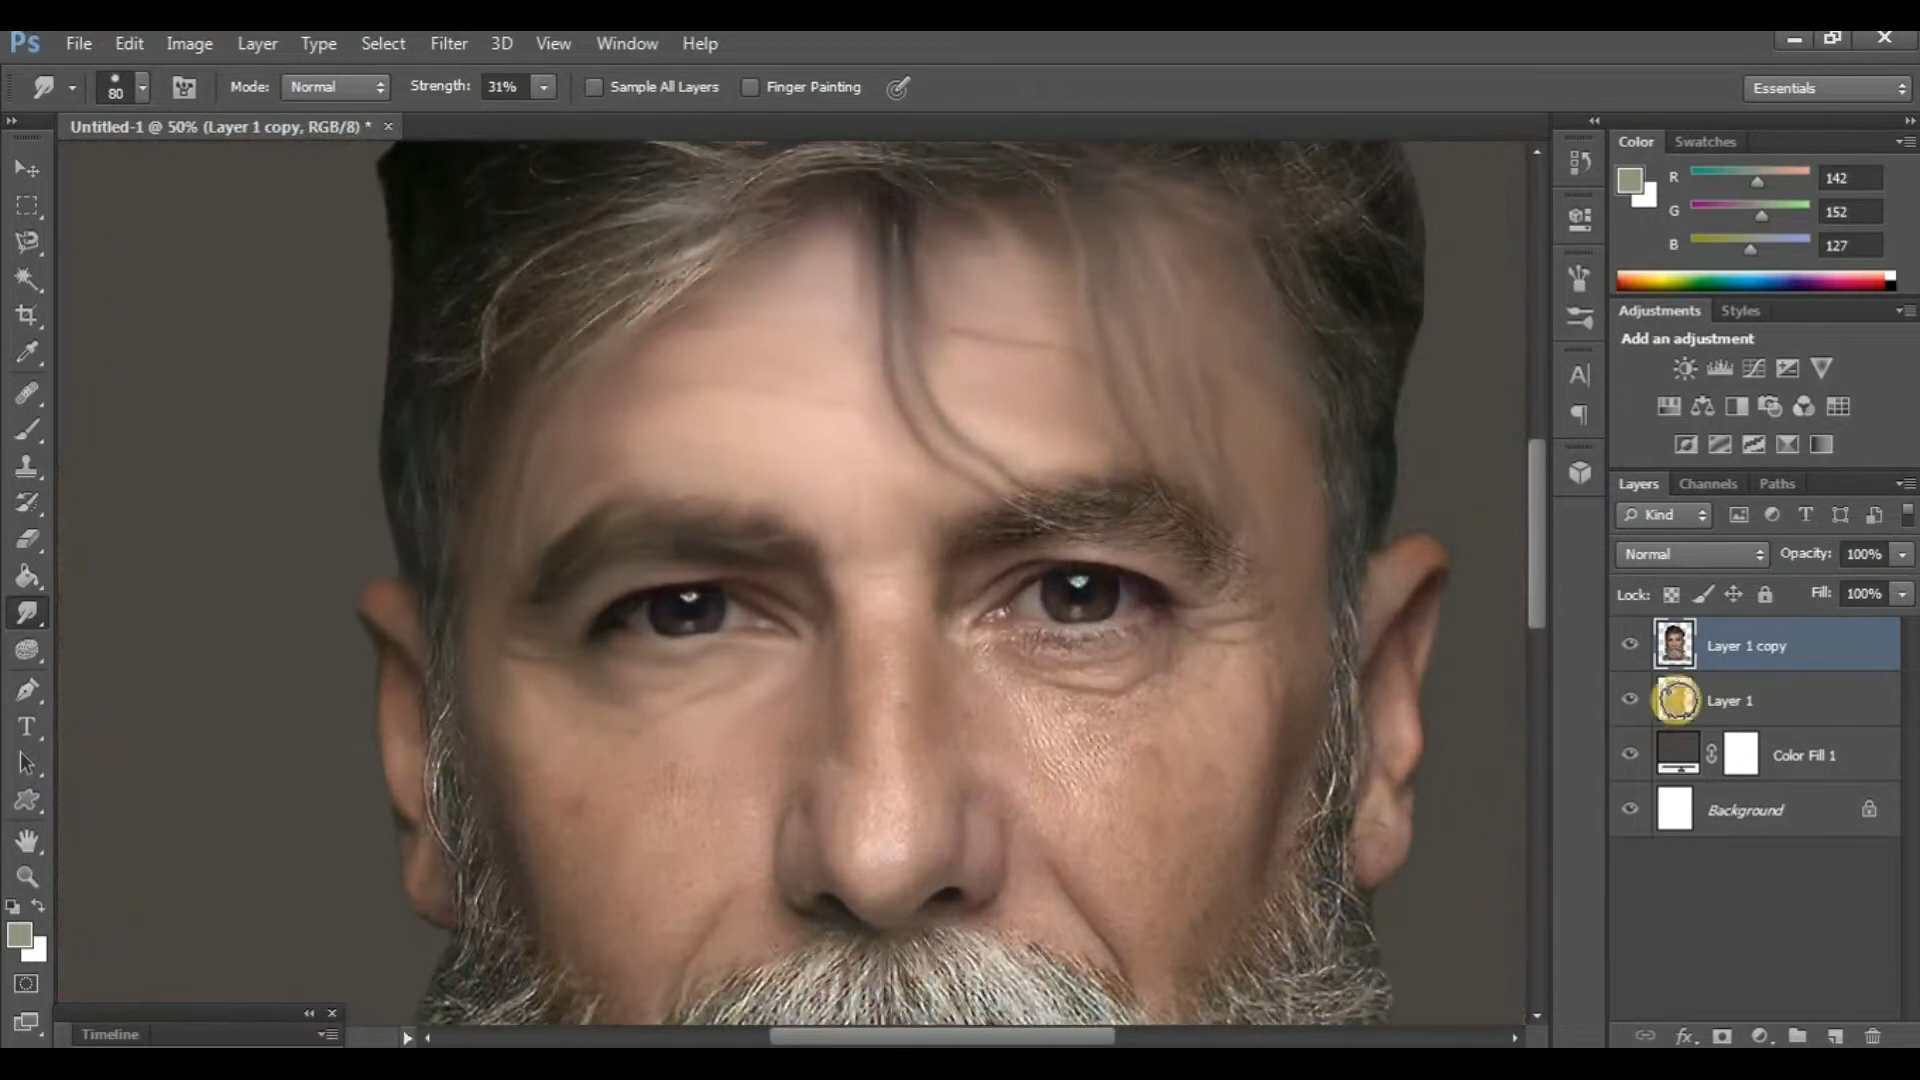 Ps File Edit Image Layer Type Select Filter 3D View Window Help
80 Mode: Normal Strength: 31% Sample All Layers Finger Painting Essentials
Untitled-1 @ 50% (Layer 1 copy, RGB/8) * ×
Color Swatches
R 142
G 152
B 127
Adjustments Styles
Add an adjustment
Layers Channels Paths
Kind
Normal Opacity: 100%
Lock: Fill: 100%
Layer 1 copy
Layer 1
Color Fill 1
Background
Timeline